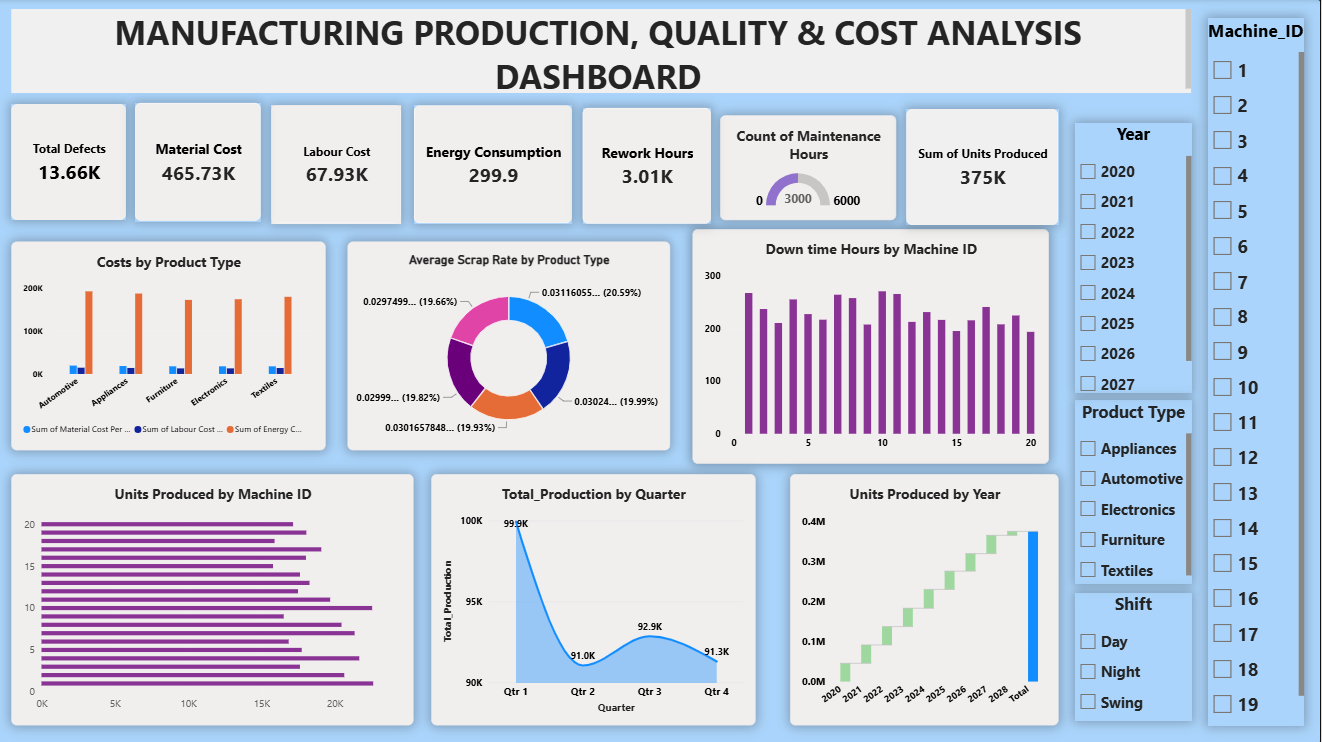 MANUFACTURING PRODUCTION, QUALITY & COST ANALYSIS
DASHBOARD
Total Defects
13.66K
Material Cost
465.73K
Labour Cost
67.93K
Energy Consumption
299.9
Rework Hours
3.01K
Count of Maintenance
Hours
0
3000
6000
Sum of Units Produced
375K
Costs by Product Type
200K
100K
0K
Automotive
Appliances
Furniture
Electronics
Textiles
Sum of Material Cost Per ...
Sum of Labour Cost ...
Sum of Energy C...
Average Scrap Rate by Product Type
0.03116055... (20.59%)
0.03024... (19.99%)
0.0301657848... (19.93%)
0.02999... (19.82%)
0.0297499... (19.66%)
Down time Hours by Machine ID
300
200
100
0
0 5 10 15 20
Units Produced by Machine ID
20
15
10
5
0
0K 5K 10K 15K 20K
Total_Production by Quarter
Total_Production
100K
95K
90K
99.9K
91.0K
92.9K
91.3K
Qtr 1 Qtr 2 Qtr 3 Qtr 4
Quarter
Units Produced by Year
0.4M
0.3M
0.2M
0.1M
0.0M
2020 2021 2022 2023 2024 2025 2026 2027 2028 Total
Year
2020
2021
2022
2023
2024
2025
2026
2027
Product Type
Appliances
Automotive
Electronics
Furniture
Textiles
Shift
Day
Night
Swing
Machine_ID
1
2
3
4
5
6
7
8
9
10
11
12
13
14
15
16
17
18
19